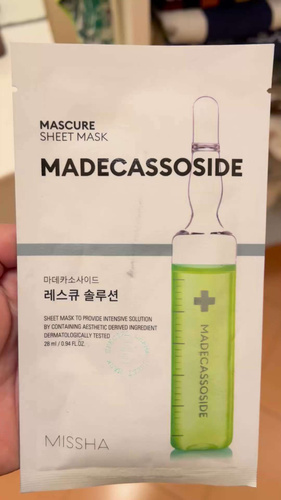 MASCURE
SHEET MASK
MADECASSOSIDE
마데카소사이드
레스큐 솔루션
SHEET MASK TO PROVIDE INTENSIVE SOLUTION
BY CONTAINING AESTHETIC DERIVED INGREDIENT
DERMATOLOGICALLY TESTED
28 ml / 0.94 FL.OZ.
MISSHA
MADECASSOSIDE